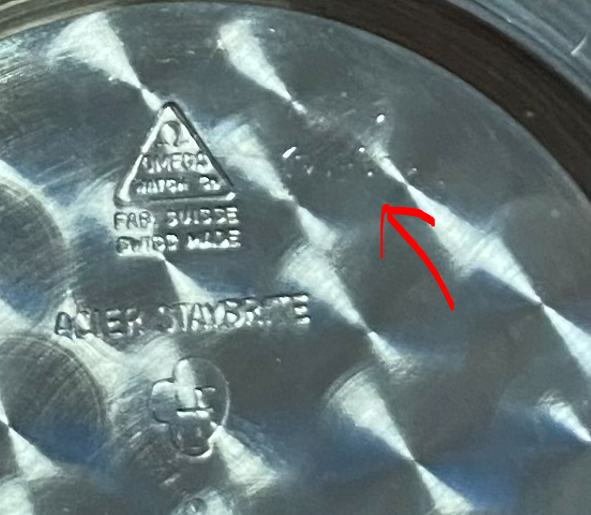 Ω
OMEGA
WATCH Co
FAB. SUISSE
SWISS MADE
ACIER STAYBRITE